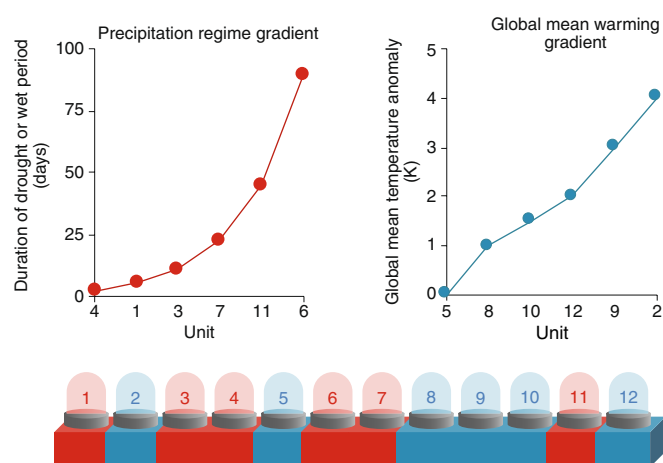 Precipitation regime gradient
Duration of drought or wet period
(days)
100
75
50
25
0
4 1 3 7 11 6
Unit
Global mean warming
gradient
Global mean temperature anomaly
(K)
5
4
3
2
1
0
5 8 10 12 9 2
Unit
1 2 3 4 5 6 7 8 9 10 11 12